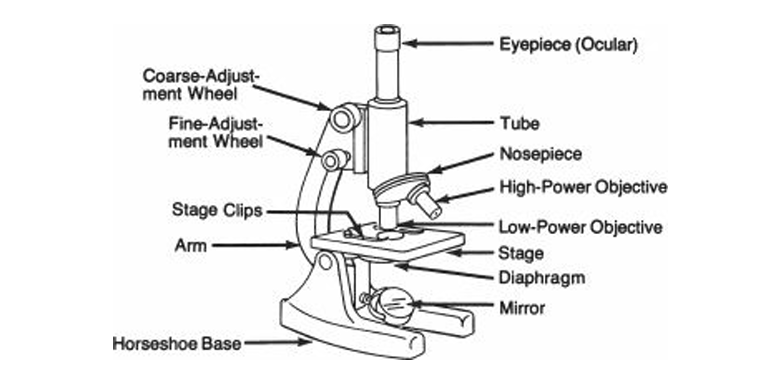 Eyepiece (Ocular)
Coarse-Adjust-
ment Wheel
Fine-Adjust-
ment Wheel
Tube
Nosepiece
High-Power Objective
Stage Clips
Low-Power Objective
Arm
Stage
Diaphragm
Mirror
Horseshoe Base